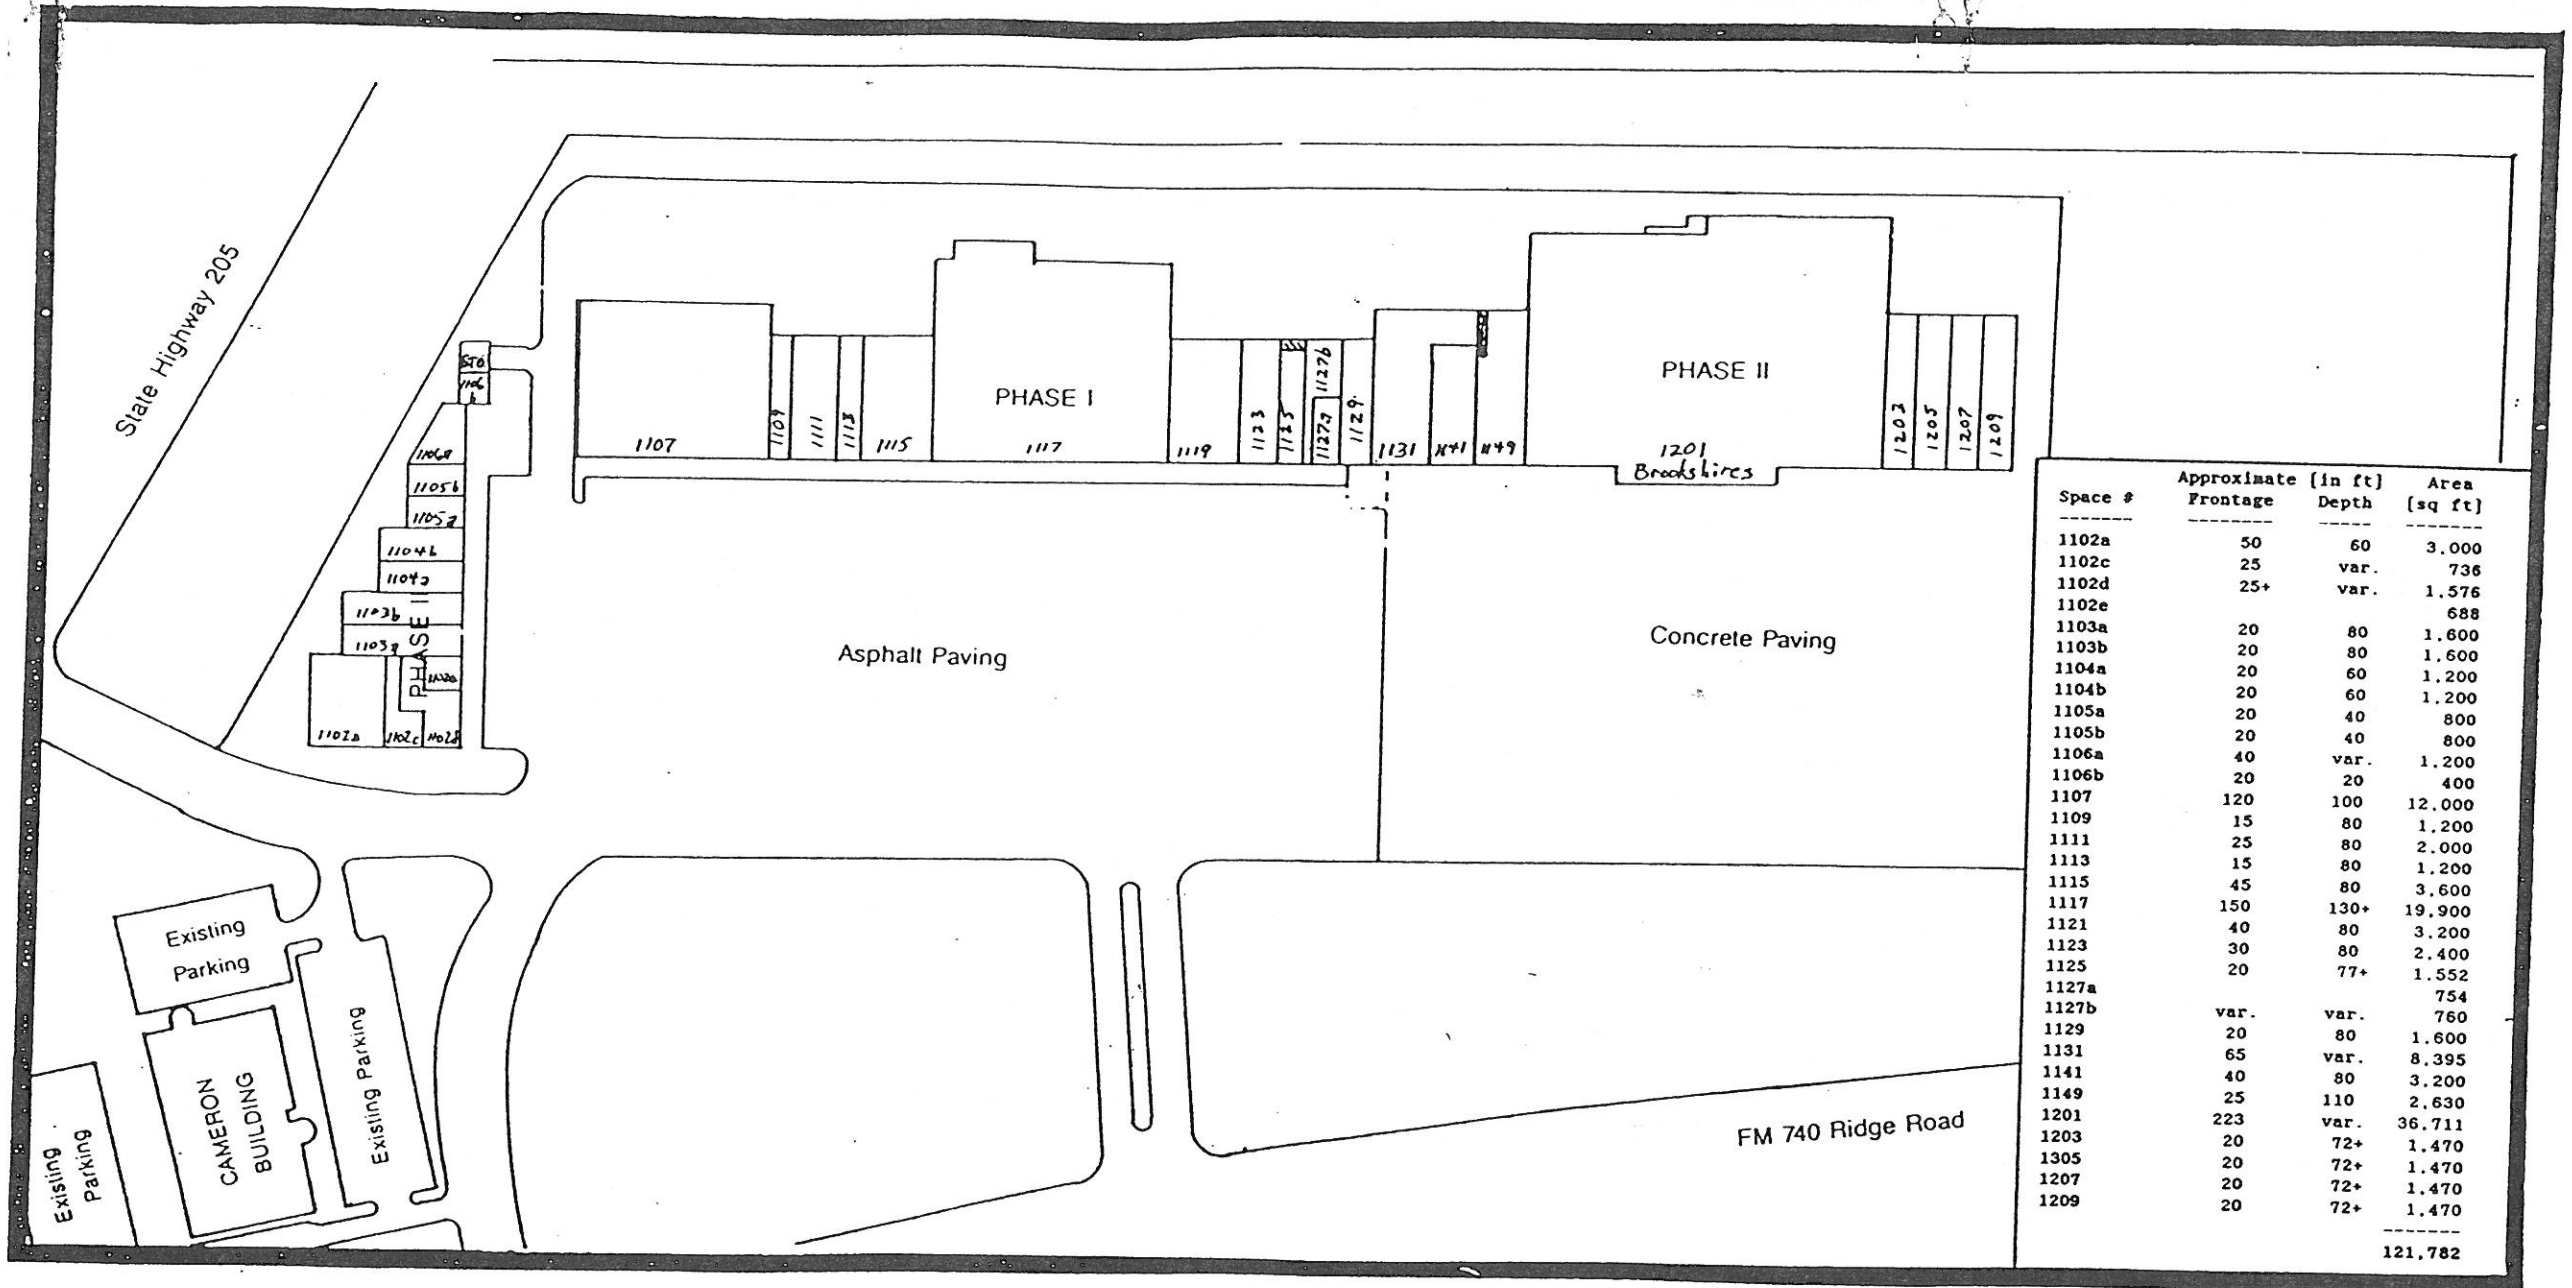 State Highway 205
STO
1106
b
1106a
1105b
1105a
1104b
1104a
1103b
1103a
PHASE II
1102a
1102c
1102d
1107
1109
1111
1113
1115
PHASE I
1117
1119
1123
1125
1127a
1127b
1129
1131
1141
1149
PHASE II
1201
Brookshires
1203
1205
1207
1209
Asphalt Paving
Concrete Paving
Existing
Parking
Existing Parking
CAMERON
BUILDING
Existing
Parking
FM 740 Ridge Road
Approximate [in ft] Area
Space # Frontage Depth [sq ft]
------- -------- ----- -------
1102a 50 60 3.000
1102c 25 var. 736
1102d 25+ var. 1.576
1102e 688
1103a 20 80 1.600
1103b 20 80 1.600
1104a 20 60 1.200
1104b 20 60 1.200
1105a 20 40 800
1105b 20 40 800
1106a 40 var. 1.200
1106b 20 20 400
1107 120 100 12.000
1109 15 80 1.200
1111 25 80 2.000
1113 15 80 1.200
1115 45 80 3.600
1117 150 130+ 19.900
1121 40 80 3.200
1123 30 80 2.400
1125 20 77+ 1.552
1127a 754
1127b var. var. 760
1129 20 80 1.600
1131 65 var. 8.395
1141 40 80 3.200
1149 25 110 2,630
1201 223 var. 36.711
1203 20 72+ 1.470
1305 20 72+ 1.470
1207 20 72+ 1.470
1209 20 72+ 1.470
-------
121,782